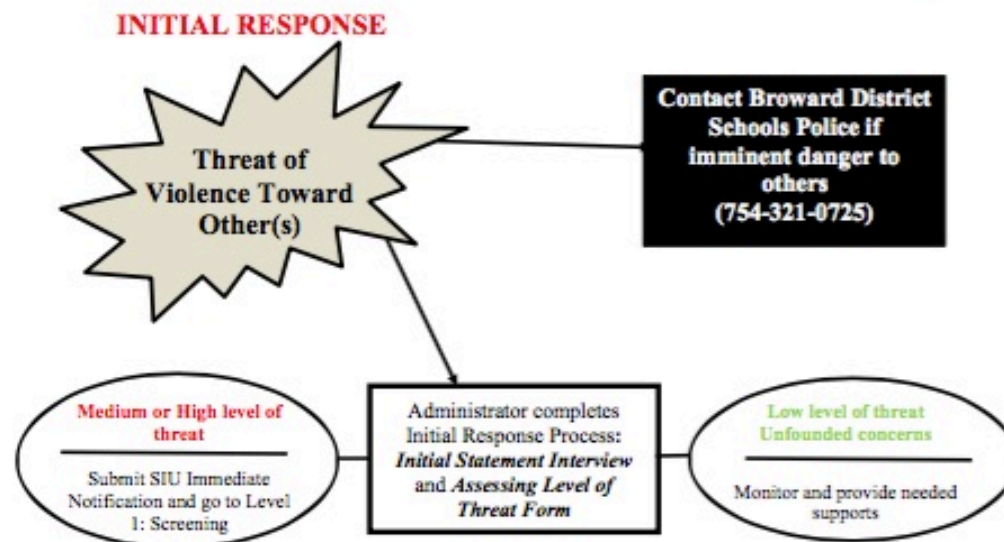 INITIAL RESPONSE
Threat of
Violence Toward
Other(s)
Contact Broward District
Schools Police if
imminent danger to
others
(754-321-0725)
Medium or High level of
threat
Submit SIU Immediate
Notification and go to Level
1: Screening
Administrator completes
Initial Response Process:
Initial Statement Interview
and Assessing Level of
Threat Form
Low level of threat
Unfounded concerns
Monitor and provide needed
supports